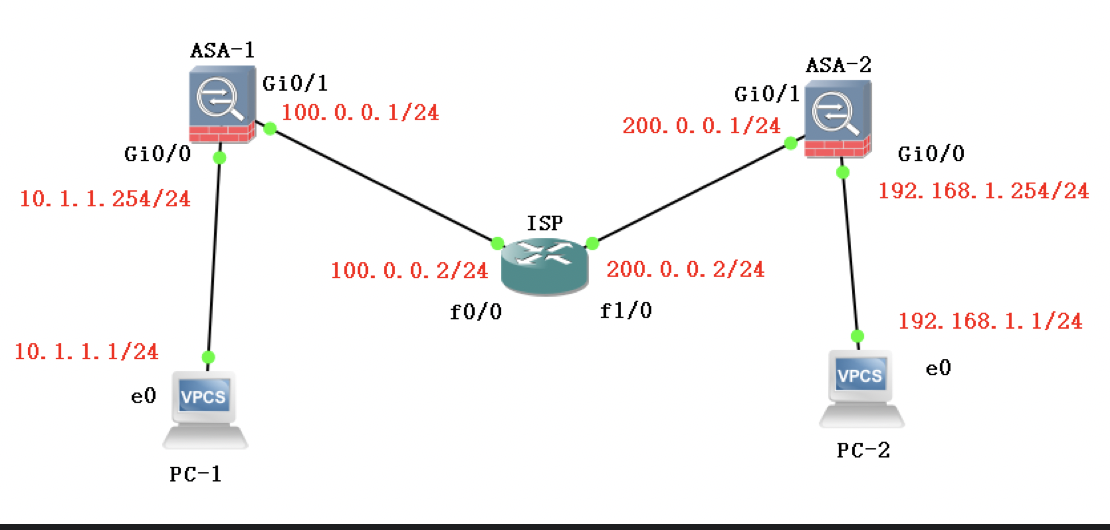 ASA-1
ASA-2
Gi0/1
Gi0/1
100.0.0.1/24
200.0.0.1/24
Gi0/0
Gi0/0
10.1.1.254/24
192.168.1.254/24
ISP
100.0.0.2/24
200.0.0.2/24
f0/0
f1/0
192.168.1.1/24
10.1.1.1/24
e0
VPCS
e0
VPCS
PC-2
PC-1